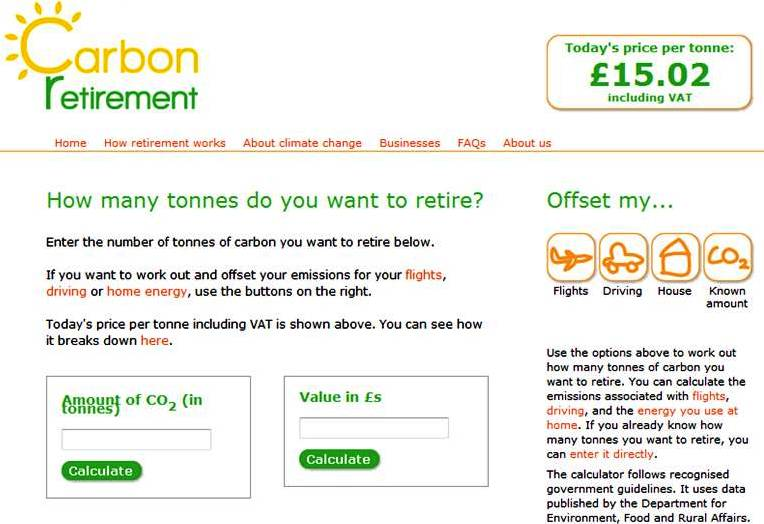 Carbon
retirement
Today's price per tonne:
£15.02
including VAT
Home How retirement works About climate change Businesses FAQs About us
How many tonnes do you want to retire?
Enter the number of tonnes of carbon you want to retire below.
If you want to work out and offset your emissions for your flights,
driving or home energy, use the buttons on the right.
Today's price per tonne including VAT is shown above. You can see how
it breaks down here.
Amount of CO2 (in
tonnes)
Calculate
Value in £s
Calculate
Offset my...
CO2
Flights Driving House Known
amount
Use the options above to work out
how many tonnes of carbon you
want to retire. You can calculate the
emissions associated with flights,
driving, and the energy you use at
home. If you already know how
many tonnes you want to retire, you
can enter it directly.
The calculator follows recognised
government guidelines. It uses data
published by the Department for
Environment, Food and Rural Affairs.